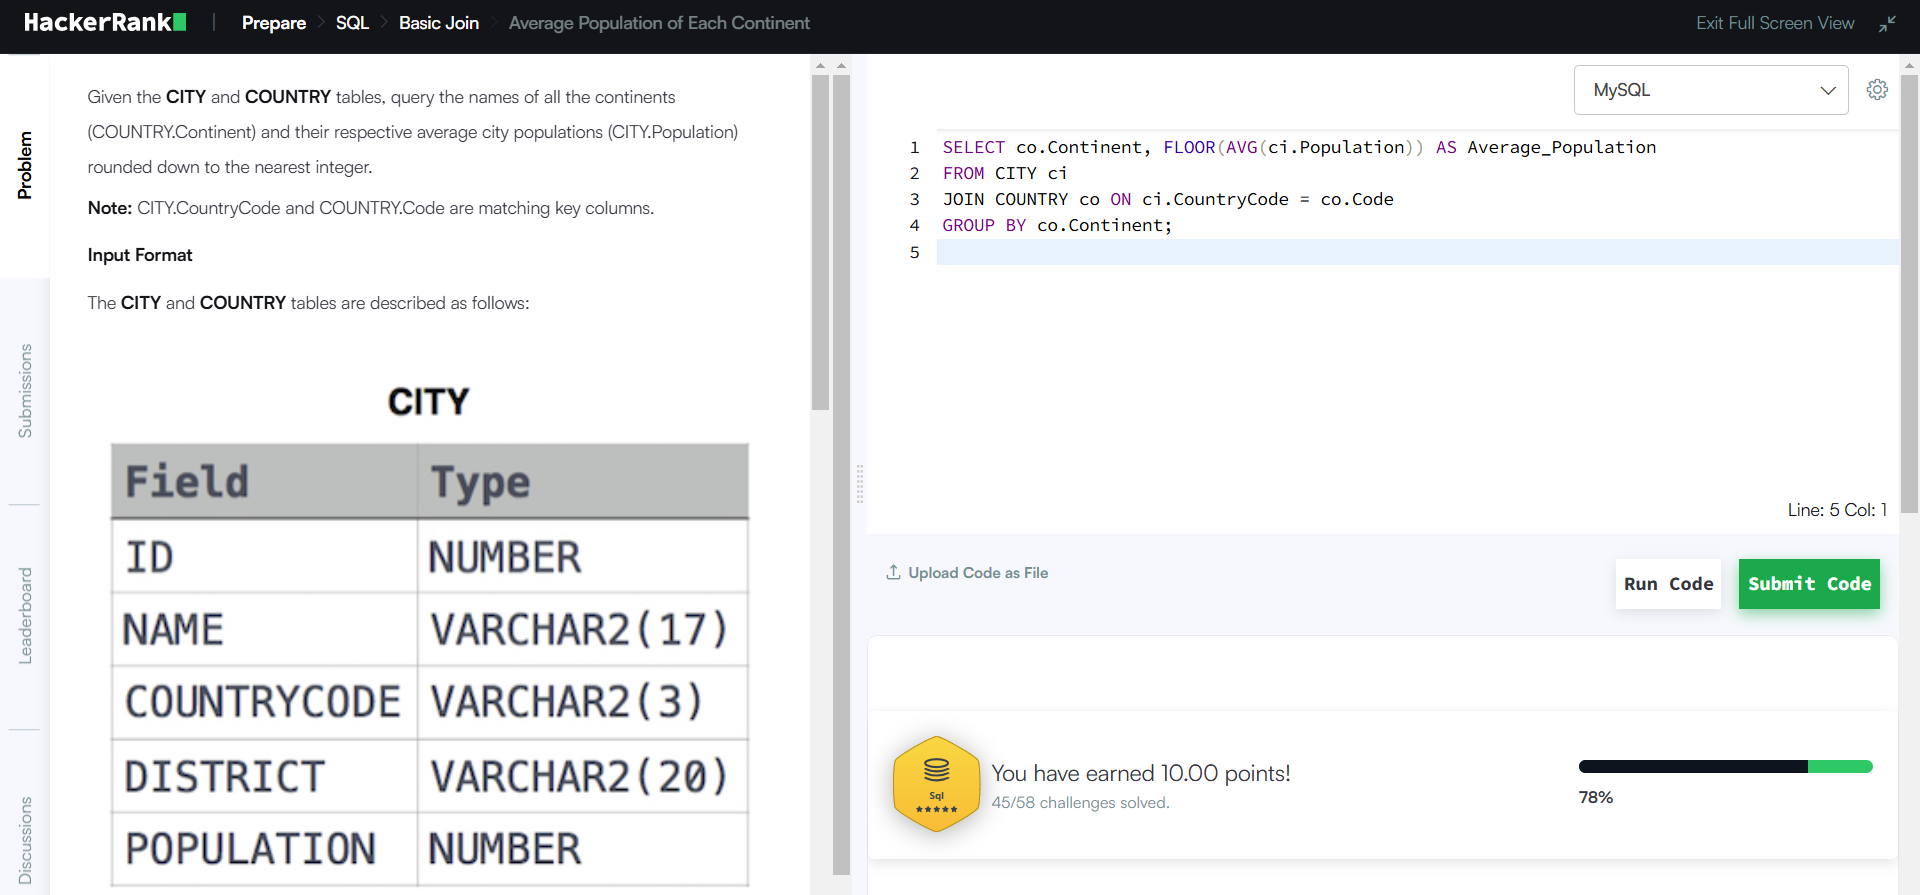 HackerRank | Prepare > SQL > Basic Join > Average Population of Each Continent
Exit Full Screen View
Problem
Submissions
Leaderboard
Discussions
Given the CITY and COUNTRY tables, query the names of all the continents
(COUNTRY.Continent) and their respective average city populations (CITY.Population)
rounded down to the nearest integer.
Note: CITY.CountryCode and COUNTRY.Code are matching key columns.
Input Format
The CITY and COUNTRY tables are described as follows:
CITY
Field Type
ID NUMBER
NAME VARCHAR2(17)
COUNTRYCODE VARCHAR2(3)
DISTRICT VARCHAR2(20)
POPULATION NUMBER
MySQL
1 SELECT co.Continent, FLOOR(AVG(ci.Population)) AS Average_Population
2 FROM CITY ci
3 JOIN COUNTRY co ON ci.CountryCode = co.Code
4 GROUP BY co.Continent;
5
Line: 5 Col: 1
Upload Code as File
Run Code
Submit Code
Sql
You have earned 10.00 points!
45/58 challenges solved.
78%